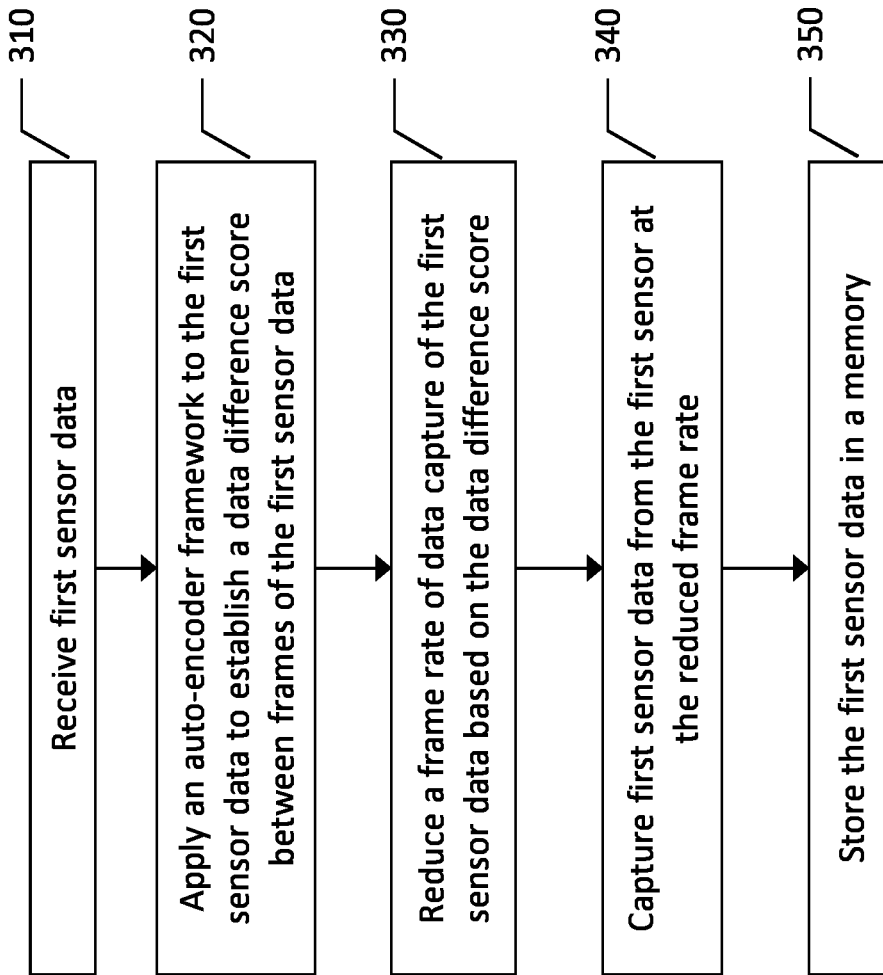 310
Receive first sensor data
320
Apply an auto-encoder framework to the first
sensor data to establish a data difference score
between frames of the first sensor data
330
Reduce a frame rate of data capture of the first
sensor data based on the data difference score
340
Capture first sensor data from the first sensor at
the reduced frame rate
350
Store the first sensor data in a memory